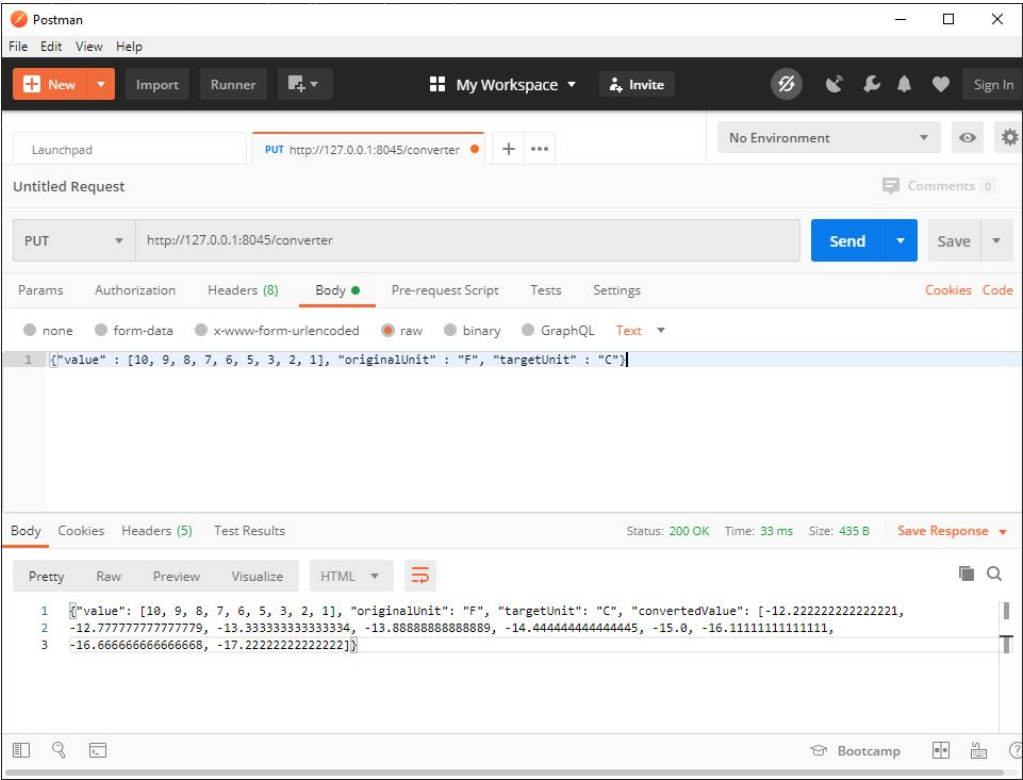 Postman
File Edit View Help
New Import Runner My Workspace Invite Sign In
Launchpad PUT http://127.0.0.1:8045/converter No Environment
Untitled Request Comments 0
PUT http://127.0.0.1:8045/converter Send Save
Params Authorization Headers (8) Body Pre-request Script Tests Settings Cookies Code
none form-data x-www-form-urlencoded raw binary GraphQL Text
1 {"value" : [10, 9, 8, 7, 6, 5, 3, 2, 1], "originalUnit" : "F", "targetUnit" : "C"}
Body Cookies Headers (5) Test Results Status: 200 OK Time: 33 ms Size: 435 B Save Response
Pretty Raw Preview Visualize HTML
1 {"value": [10, 9, 8, 7, 6, 5, 3, 2, 1], "originalUnit": "F", "targetUnit": "C", "convertedValue": [-12.222222222222221,
2 -12.777777777777779, -13.333333333333334, -13.88888888888889, -14.444444444444445, -15.0, -16.11111111111111,
3 -16.666666666666668, -17.22222222222222]}
Bootcamp